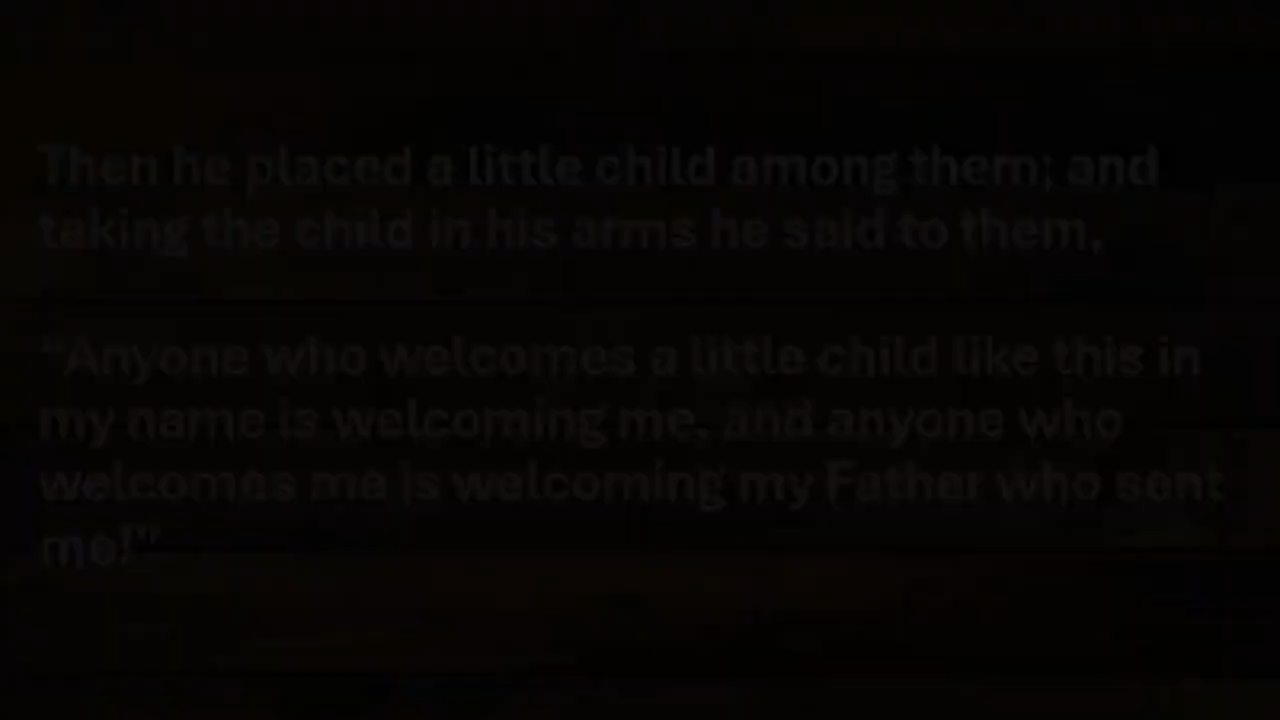 Then he placed a little child among them; and
taking the child in his arms he said to them,
"Anyone who welcomes a little child like this in
my name is welcoming me, and anyone who
welcomes me is welcoming my Father who sent
me!"